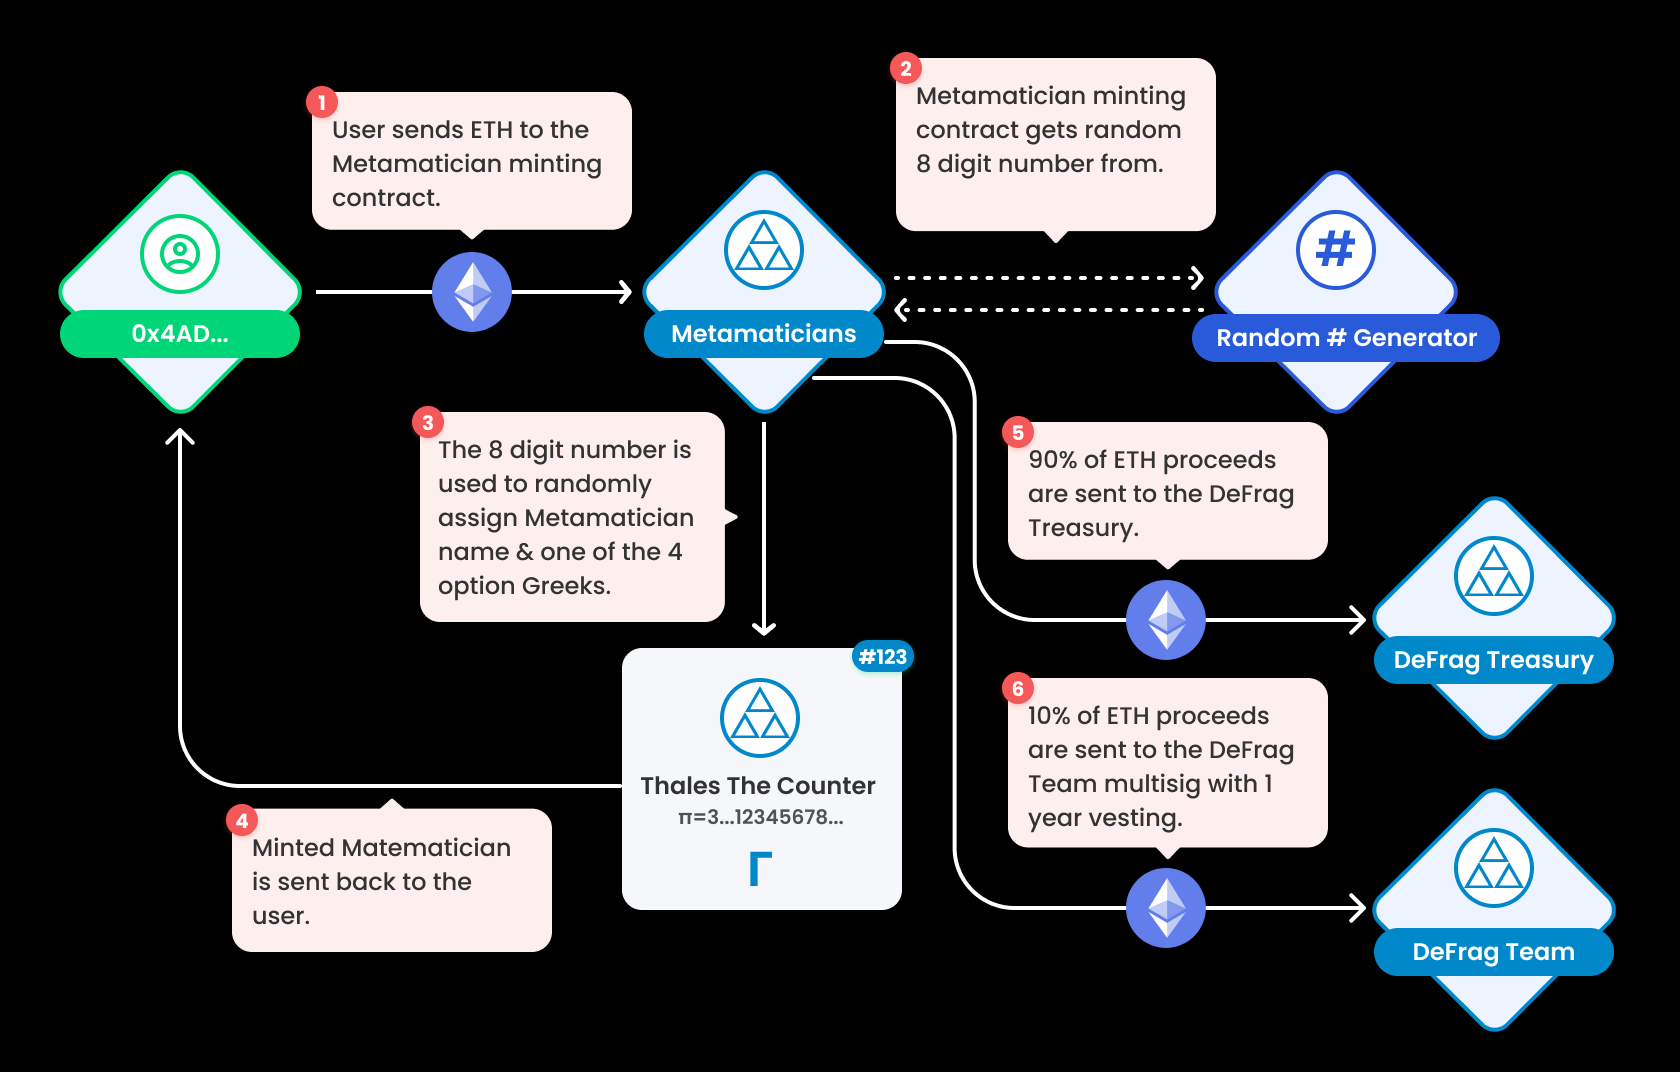 1
User sends ETH to the
Metamatician minting
contract.
2
Metamatician minting
contract gets random
8 digit number from.
0x4AD...
Metamaticians
#
Random # Generator
3
The 8 digit number is
used to randomly
assign Metamatician
name & one of the 4
option Greeks.
5
90% of ETH proceeds
are sent to the DeFrag
Treasury.
DeFrag Treasury
#123
Thales The Counter
π=3...12345678...
Γ
4
Minted Matematician
is sent back to the
user.
6
10% of ETH proceeds
are sent to the DeFrag
Team multisig with 1
year vesting.
DeFrag Team